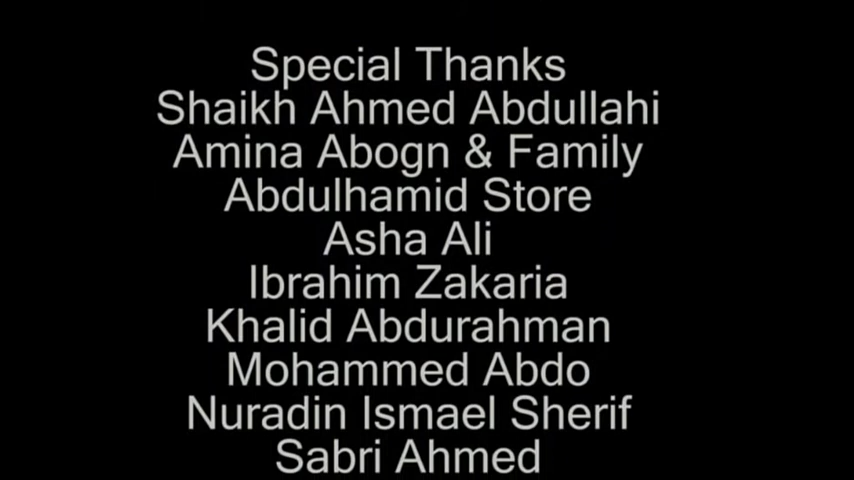 Special Thanks
Shaikh Ahmed Abdullahi
Amina Abogn & Family
Abdulhamid Store
Asha Ali
Ibrahim Zakaria
Khalid Abdurahman
Mohammed Abdo
Nuradin Ismael Sherif
Sabri Ahmed